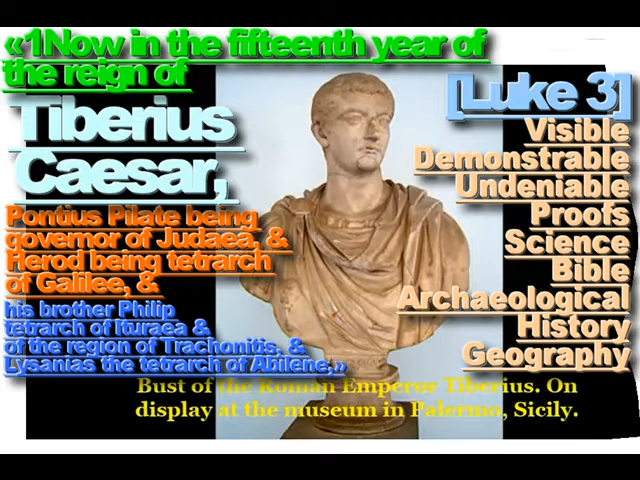 «1Now in the fifteenth year of
the reign of
Tiberius
Caesar,
Pontius Pilate being
governor of Judaea, &
Herod being tetrarch
of Galilee, &
his brother Philip
tetrarch of Ituraea &
of the region of Trachonitis, &
Lysanias the tetrarch of Abilene,»
[Luke 3]
Visible
Demonstrable
Undeniable
Proofs
Science
Bible
Archaeological
History
Geography
Bust of the Roman Emperor Tiberius. On
display at the museum in Palermo, Sicily.